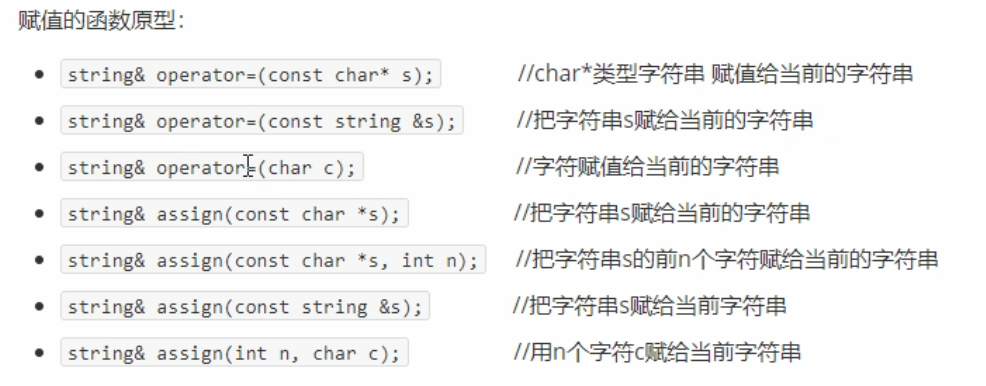 赋值的函数原型：
string& operator=(const char* s); //char*类型字符串 赋值给当前的字符串
string& operator=(const string &s); //把字符串s赋给当前的字符串
string& operator=(char c); //字符赋值给当前的字符串
string& assign(const char *s); //把字符串s赋给当前的字符串
string& assign(const char *s, int n); //把字符串s的前n个字符赋给当前的字符串
string& assign(const string &s); //把字符串s赋给当前字符串
string& assign(int n, char c); //用n个字符c赋给当前字符串